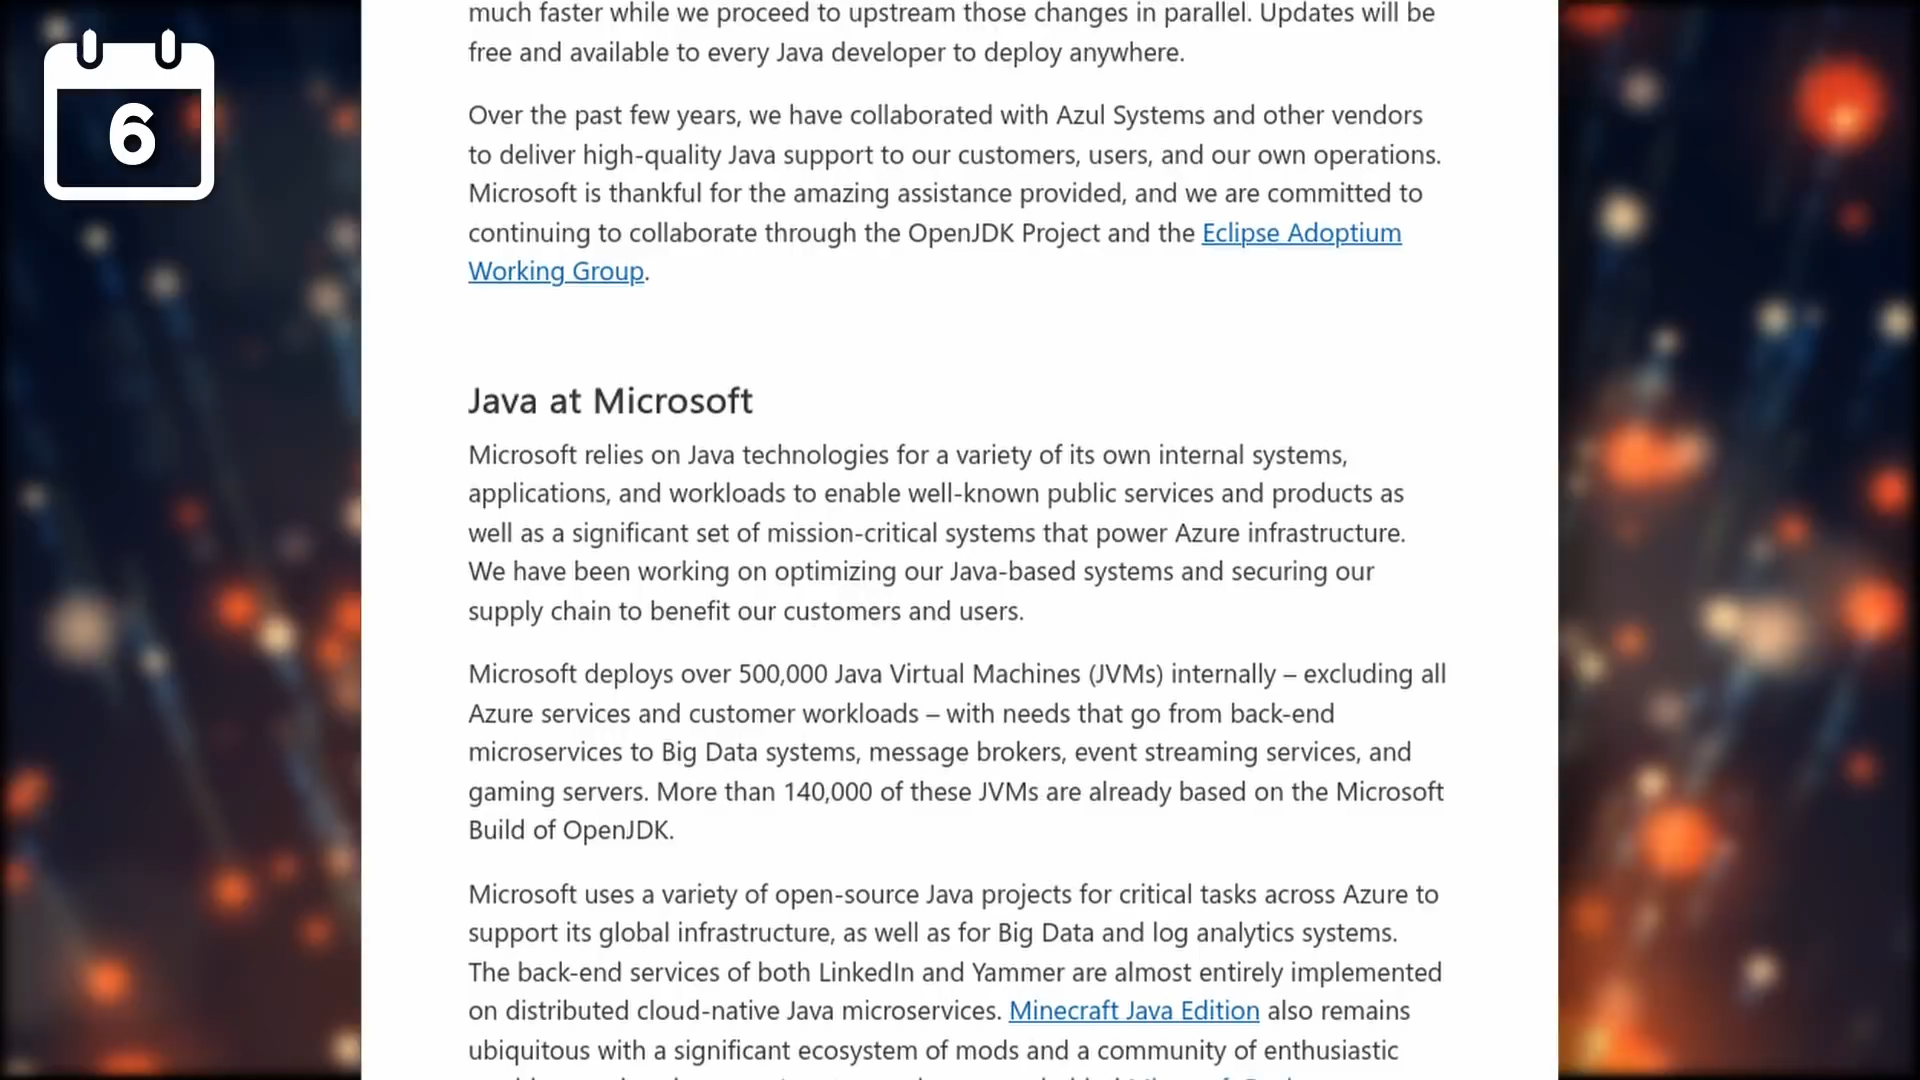 6
much faster while we proceed to upstream those changes in parallel. Updates will be
free and available to every Java developer to deploy anywhere.
Over the past few years, we have collaborated with Azul Systems and other vendors
to deliver high-quality Java support to our customers, users, and our own operations.
Microsoft is thankful for the amazing assistance provided, and we are committed to
continuing to collaborate through the OpenJDK Project and the Eclipse Adoptium
Working Group.
Java at Microsoft
Microsoft relies on Java technologies for a variety of its own internal systems,
applications, and workloads to enable well-known public services and products as
well as a significant set of mission-critical systems that power Azure infrastructure.
We have been working on optimizing our Java-based systems and securing our
supply chain to benefit our customers and users.
Microsoft deploys over 500,000 Java Virtual Machines (JVMs) internally – excluding all
Azure services and customer workloads – with needs that go from back-end
microservices to Big Data systems, message brokers, event streaming services, and
gaming servers. More than 140,000 of these JVMs are already based on the Microsoft
Build of OpenJDK.
Microsoft uses a variety of open-source Java projects for critical tasks across Azure to
support its global infrastructure, as well as for Big Data and log analytics systems.
The back-end services of both LinkedIn and Yammer are almost entirely implemented
on distributed cloud-native Java microservices. Minecraft Java Edition also remains
ubiquitous with a significant ecosystem of mods and a community of enthusiastic